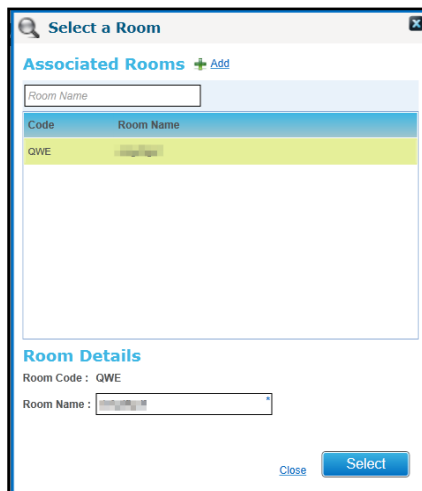 Select a Room
Associated Rooms Add
Room Name
Code Room Name
QWE
Room Details
Room Code : QWE
Room Name : *
Close Select